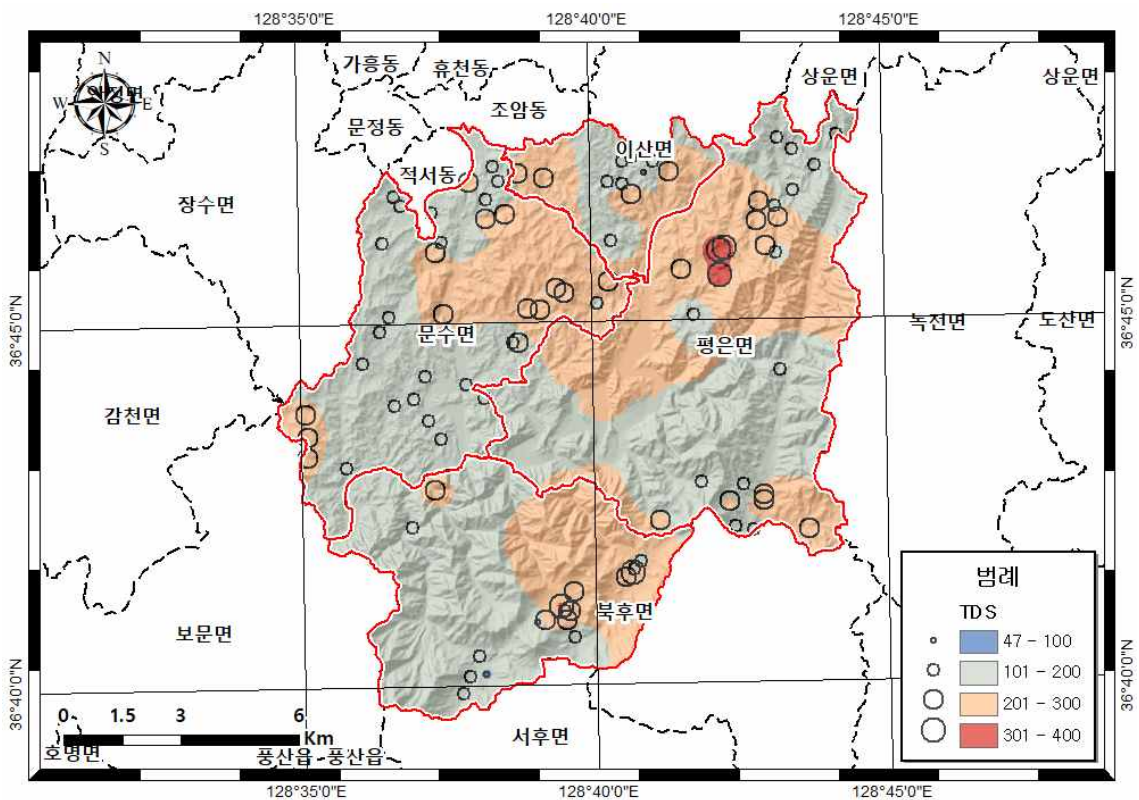 128°35'0"E 128°40'0"E 128°45'0"E
가흥동 휴천동 상운면 상운면
N
W E
S
조암동
문정동
이산면
적서동
장수면
36°45'0"N 36°45'0"N
문수면 평은면 녹전면 도산면
감천면
범례
TDS
47 - 100
101 - 200
201 - 300
301 - 400
북후면
보문면
36°40'0"N 36°40'0"N
0 1.5 3 6
Km
호명면 풍산읍 풍산읍 서후면
128°35'0"E 128°40'0"E 128°45'0"E